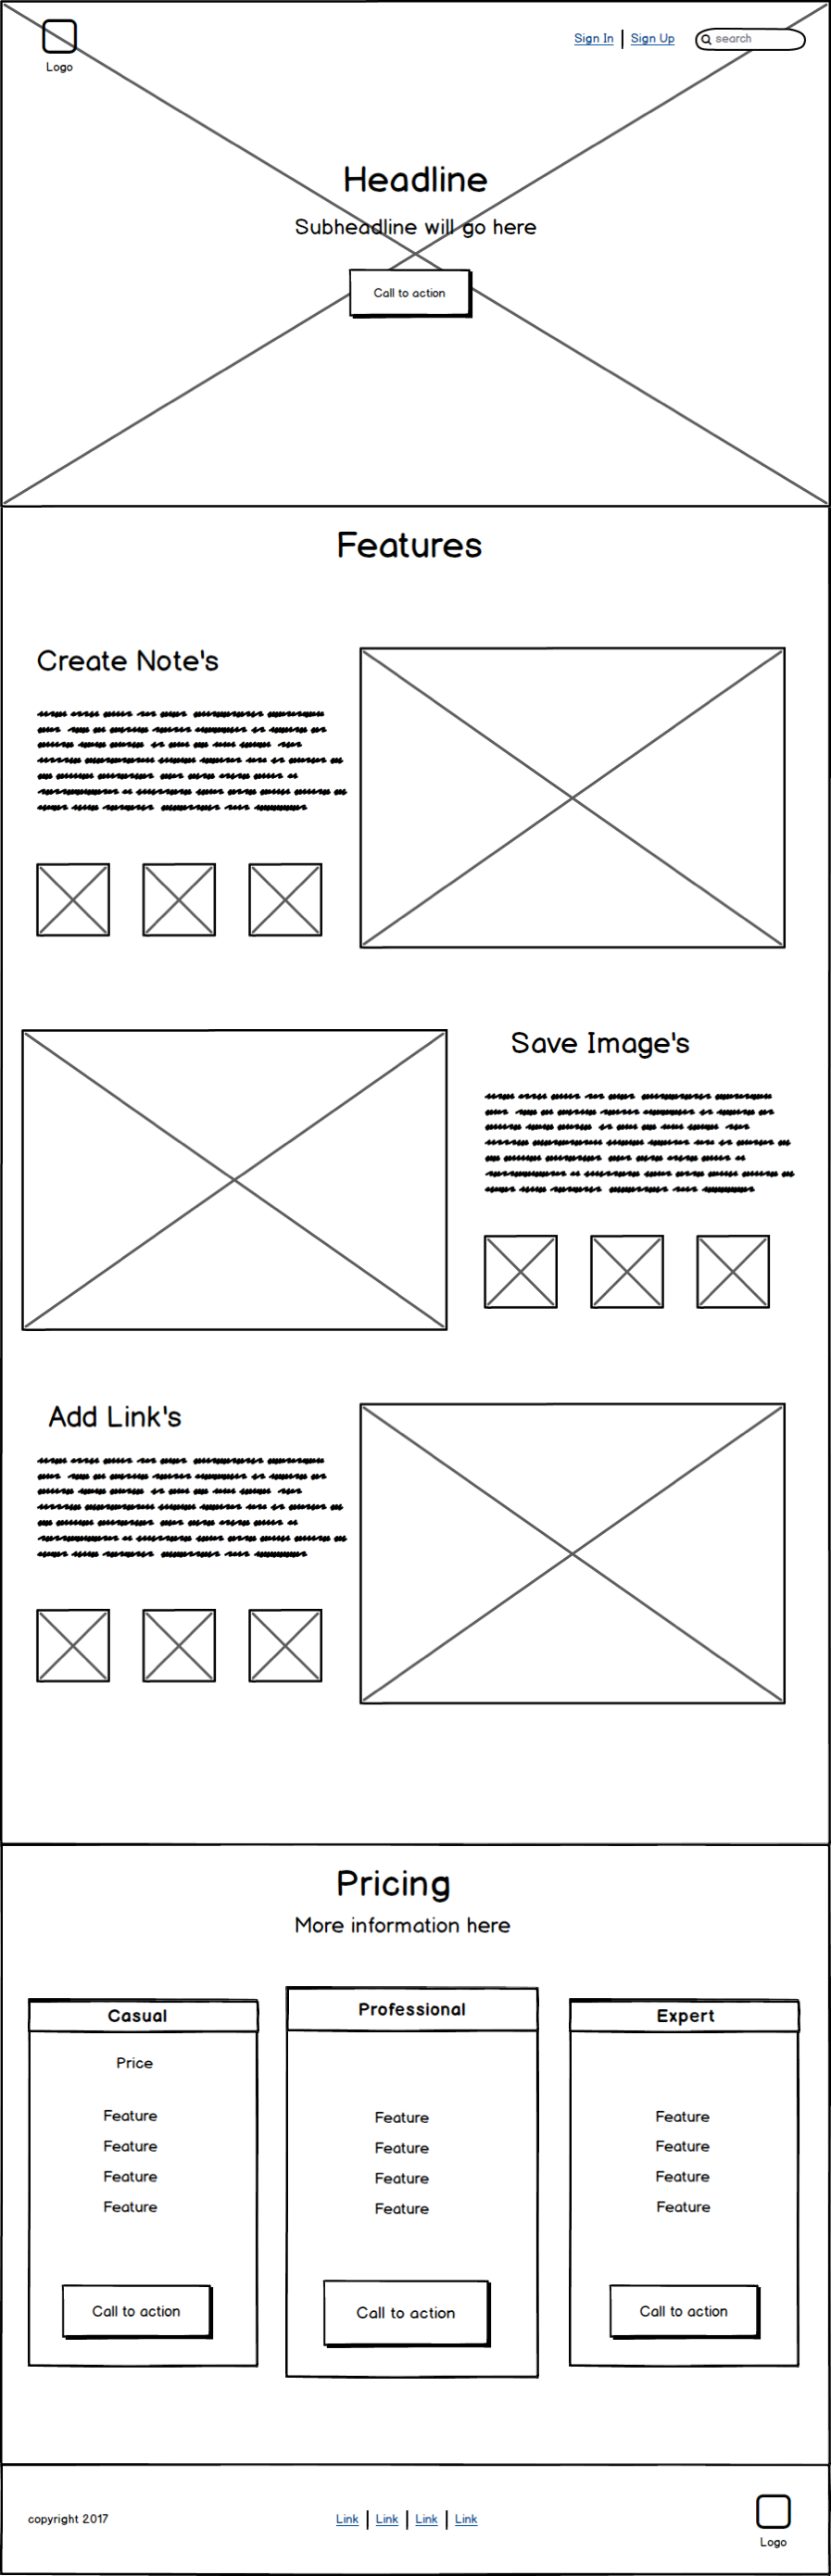 Logo
Sign In
Sign Up
search
Headline
Subheadline will go here
Call to action
Features
Create Note's
Save Image's
Add Link's
Pricing
More information here
Casual
Price
Feature
Feature
Feature
Feature
Call to action
Professional
Feature
Feature
Feature
Feature
Call to action
Expert
Feature
Feature
Feature
Feature
Call to action
copyright 2017
Link
Link
Link
Link
Logo